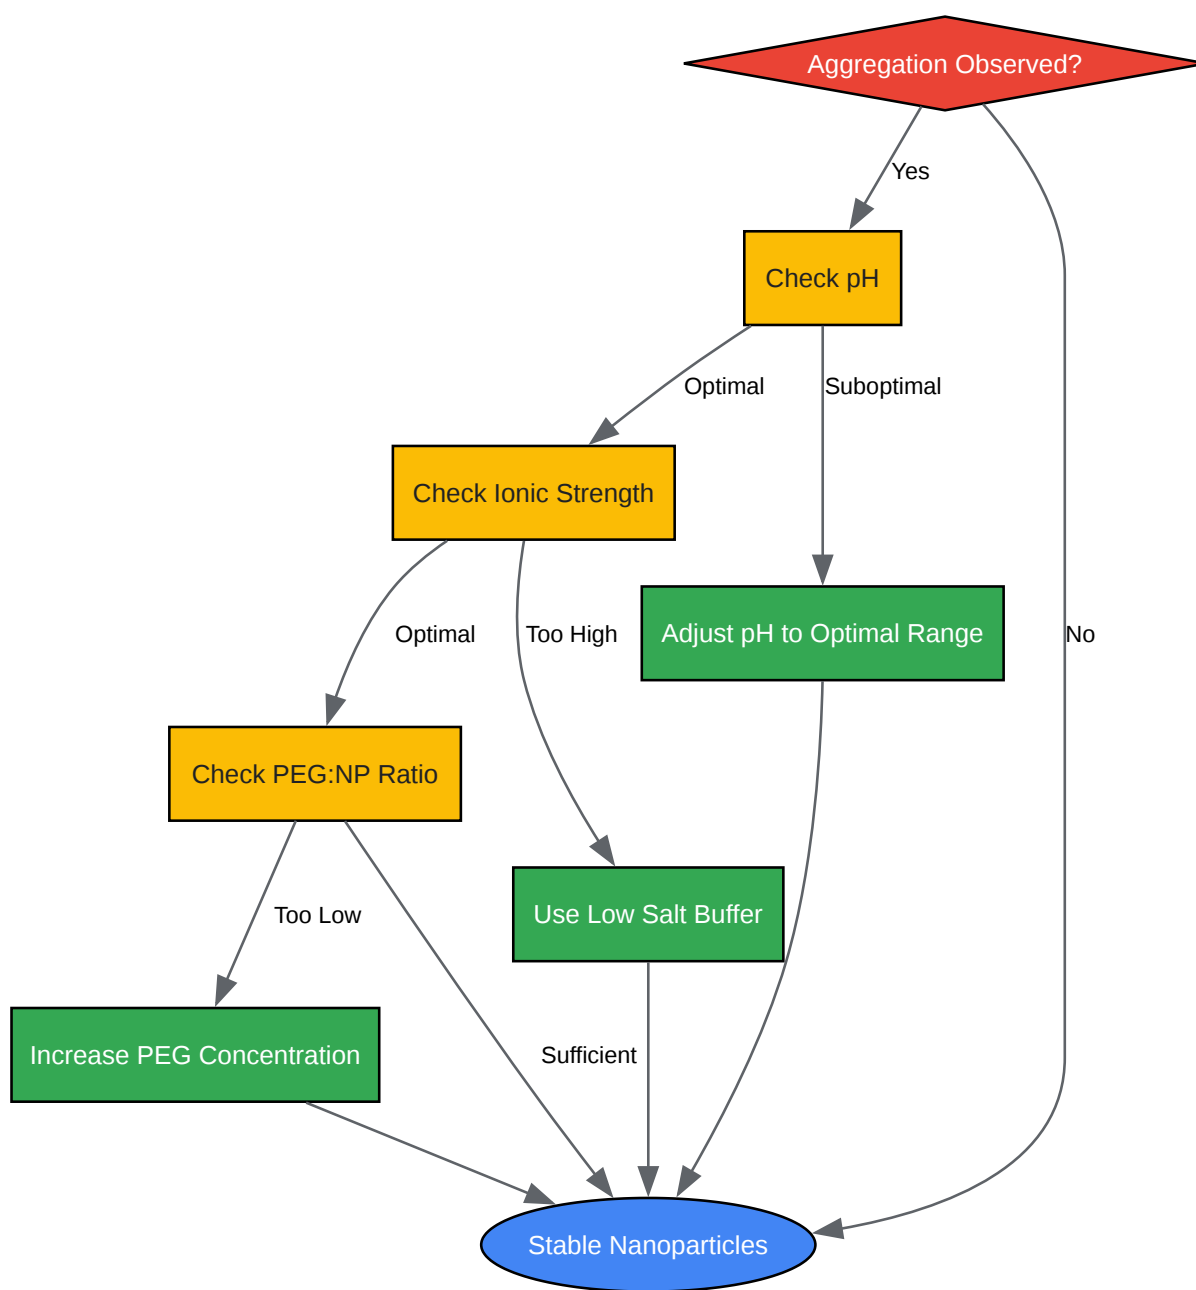 Aggregation Observed?
Yes
Check pH
Optimal
Suboptimal
Check Ionic Strength
Optimal
Too High
Adjust pH to Optimal Range
No
Check PEG:NP Ratio
Too Low
Use Low Salt Buffer
Increase PEG Concentration
Sufficient
Stable Nanoparticles